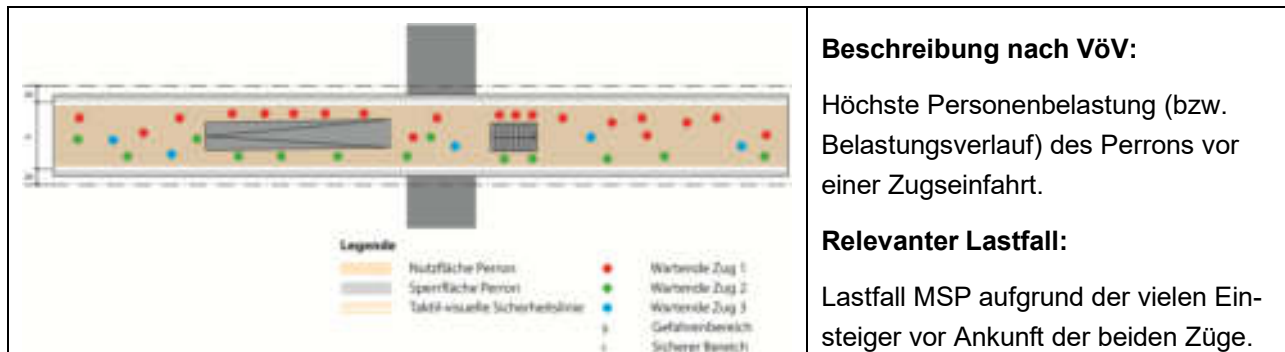 Beschreibung nach VöV:
Höchste Personenbelastung (bzw.
Belastungsverlauf) des Perrons vor
einer Zugseinfahrt.
Relevanter Lastfall:
Lastfall MSP aufgrund der vielen Ein-
steiger vor Ankunft der beiden Züge.
Legende
Nutzfläche Perron
Sperrfläche Perron
Taktil-visuelle Sicherheitslinie
Wartende Zug 1
Wartende Zug 2
Wartende Zug 3
Gefahrenbereich
Sicherer Bereich